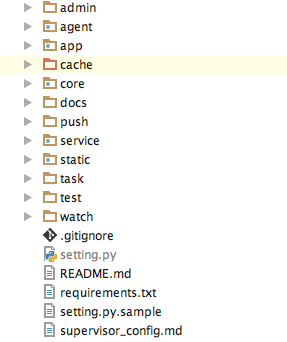 admin
agent
app
cache
core
docs
push
service
static
task
test
watch
.gitignore
setting.py
README.md
requirements.txt
setting.py.sample
supervisor_config.md